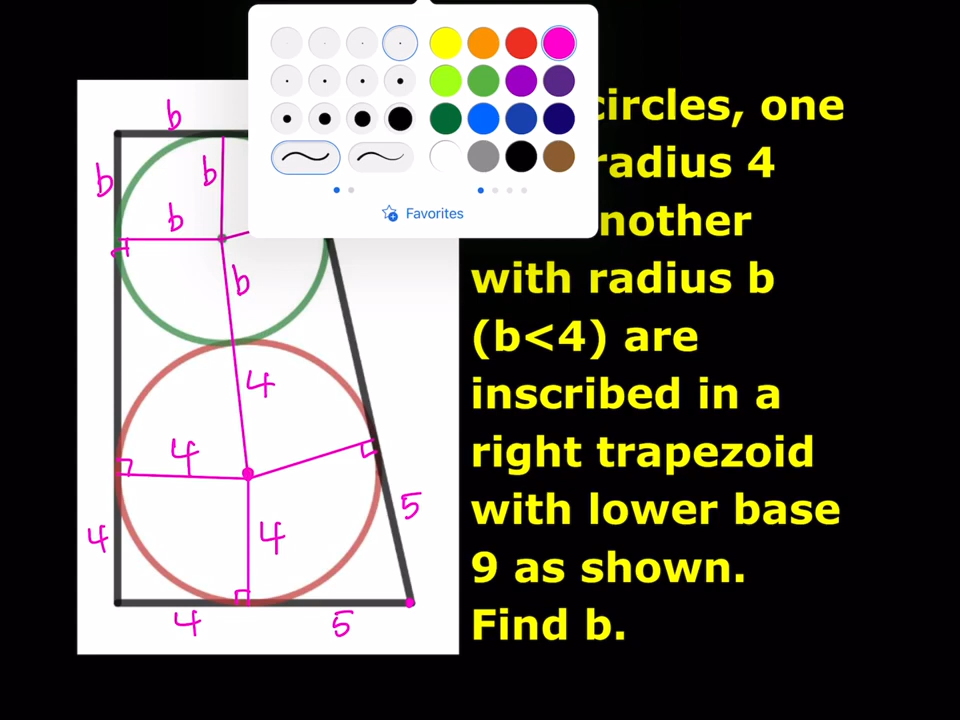 b
b
b
b
b
4
4
4
4
4
5
5
Favorites
circles, one
radius 4
nother
with radius b
(b<4) are
inscribed in a
right trapezoid
with lower base
9 as shown.
Find b.